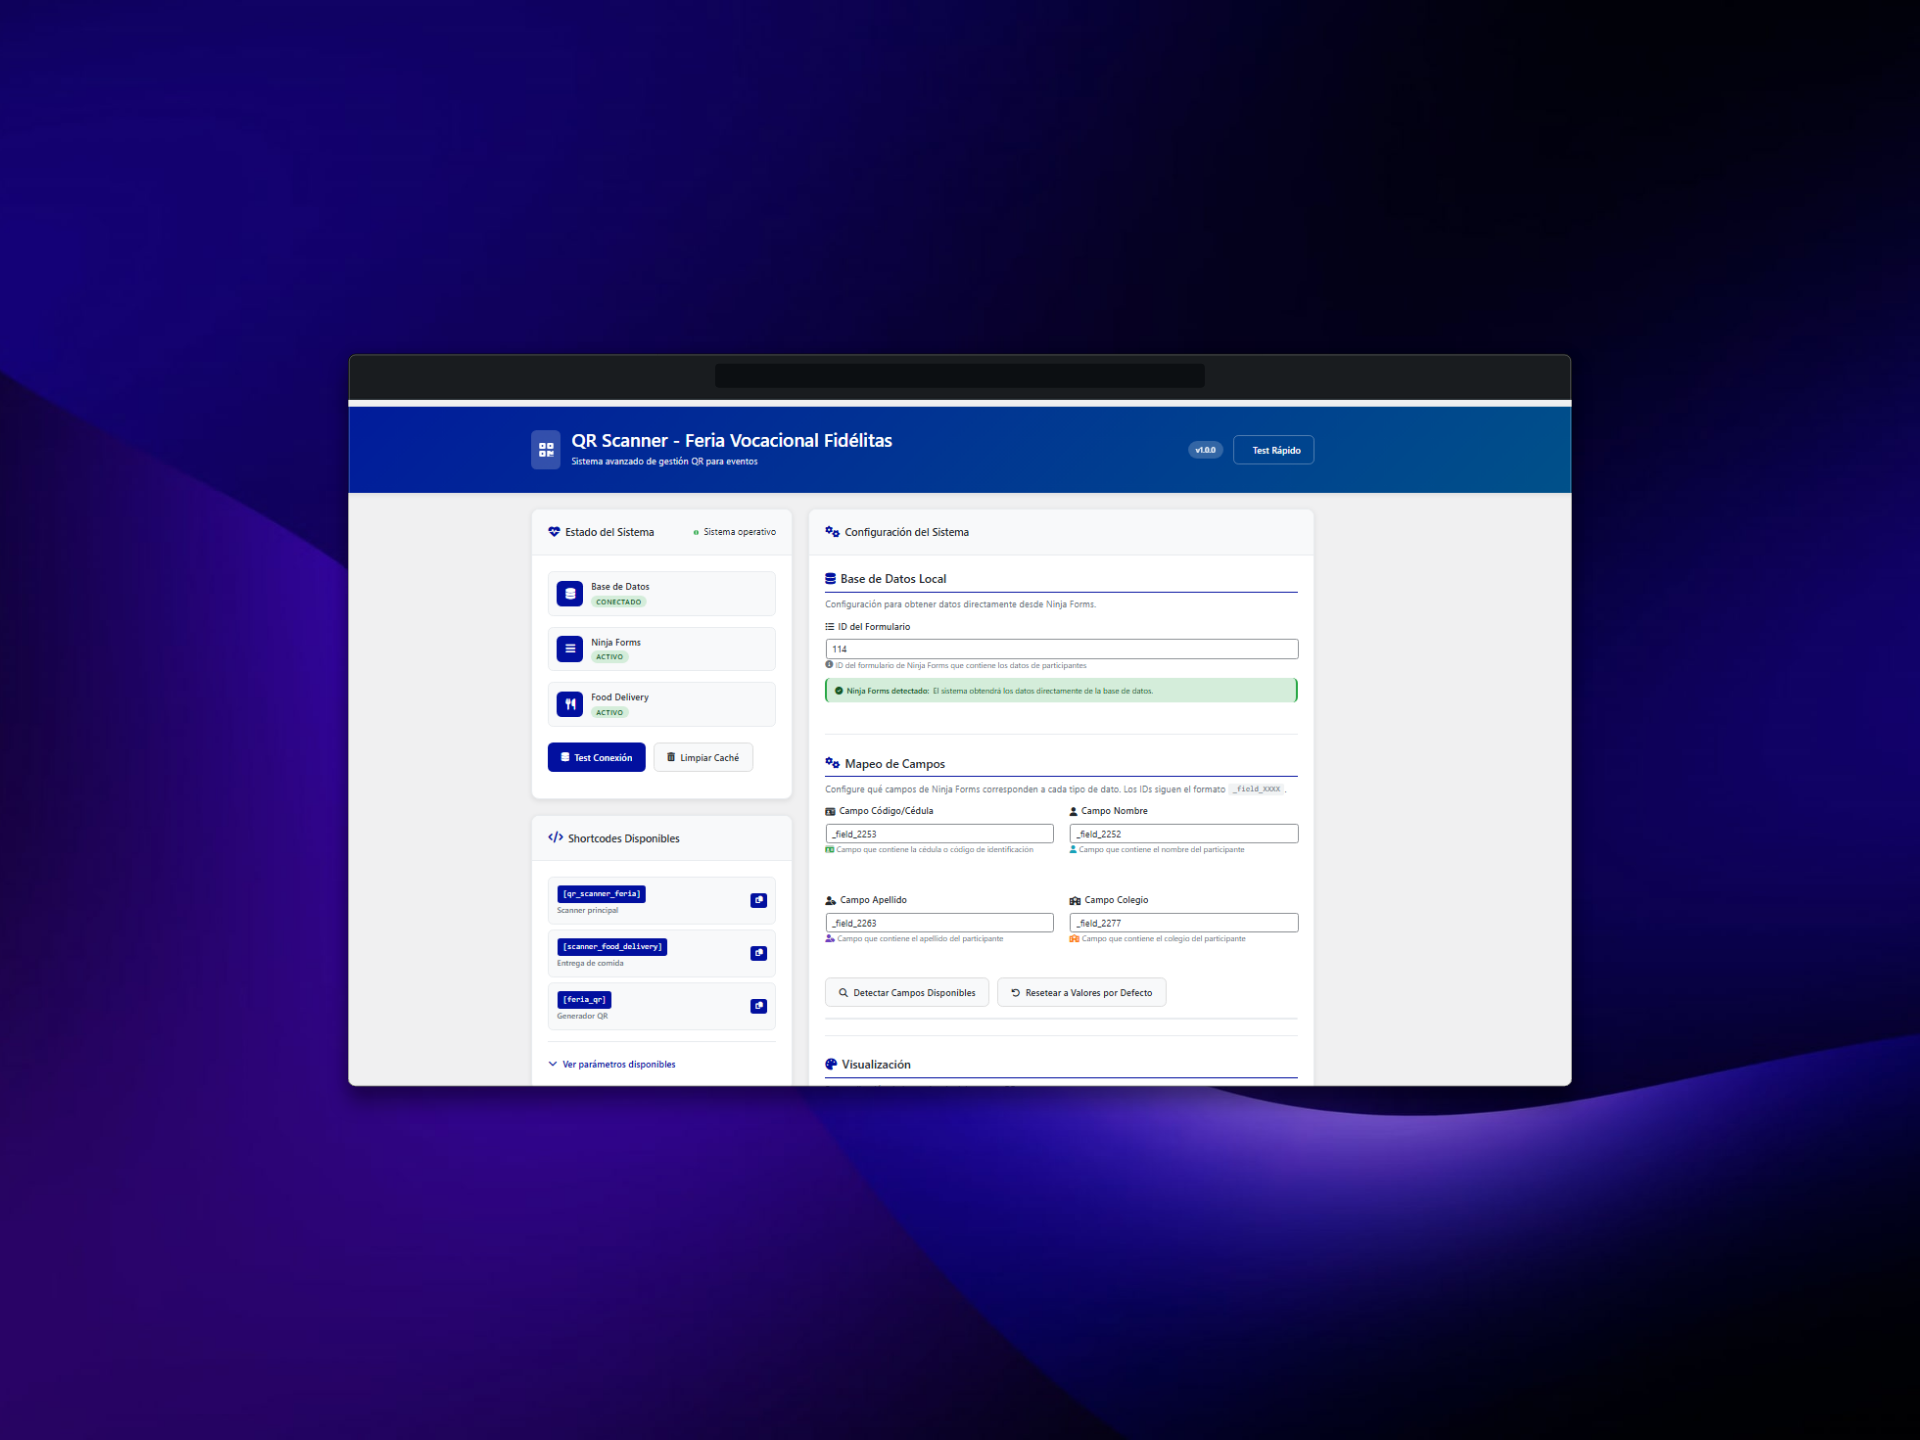 QR Scanner - Feria Vocacional Fidélitas
Sistema avanzado de gestión QR para eventos
v1.0.0
Test Rápido
Estado del Sistema
Sistema operativo
Base de Datos
CONECTADO
Ninja Forms
ACTIVO
Food Delivery
ACTIVO
Test Conexión
Limpiar Caché
Shortcodes Disponibles
[qr_scanner_feria]
Scanner principal
[scanner_food_delivery]
Entrega de comida
[feria_qr]
Generador QR
Ver parámetros disponibles
Configuración del Sistema
Base de Datos Local
Configuración para obtener datos directamente desde Ninja Forms.
ID del Formulario
114
ID del formulario de Ninja Forms que contiene los datos de participantes
Ninja Forms detectado: El sistema obtendrá los datos directamente de la base de datos.
Mapeo de Campos
Configure qué campos de Ninja Forms corresponden a cada tipo de dato. Los IDs siguen el formato _field_XXXX .
Campo Código/Cédula
Campo Nombre
_field_2253
_field_2252
Campo que contiene la cédula o código de identificación
Campo que contiene el nombre del participante
Campo Apellido
Campo Colegio
_field_2263
_field_2277
Campo que contiene el apellido del participante
Campo que contiene el colegio del participante
Detectar Campos Disponibles
Resetear a Valores por Defecto
Visualización